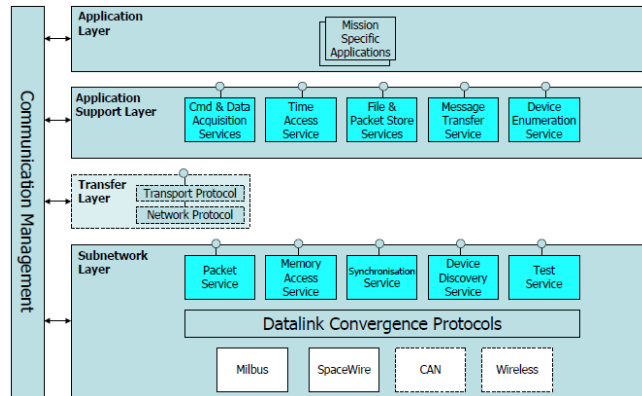 Communication Management
Application
Layer
Mission
Specific
Applications
Application
Support Layer
Cmd & Data
Acquisition
Services
Time
Access
Service
File &
Packet Store
Services
Message
Transfer
Service
Device
Enumeration
Service
Transfer
Layer
Transport Protocol
Network Protocol
Subnetwork
Layer
Packet
Service
Memory
Access
Service
Synchronisation
Service
Device
Discovery
Service
Test
Service
Datalink Convergence Protocols
Milbus
SpaceWire
CAN
Wireless